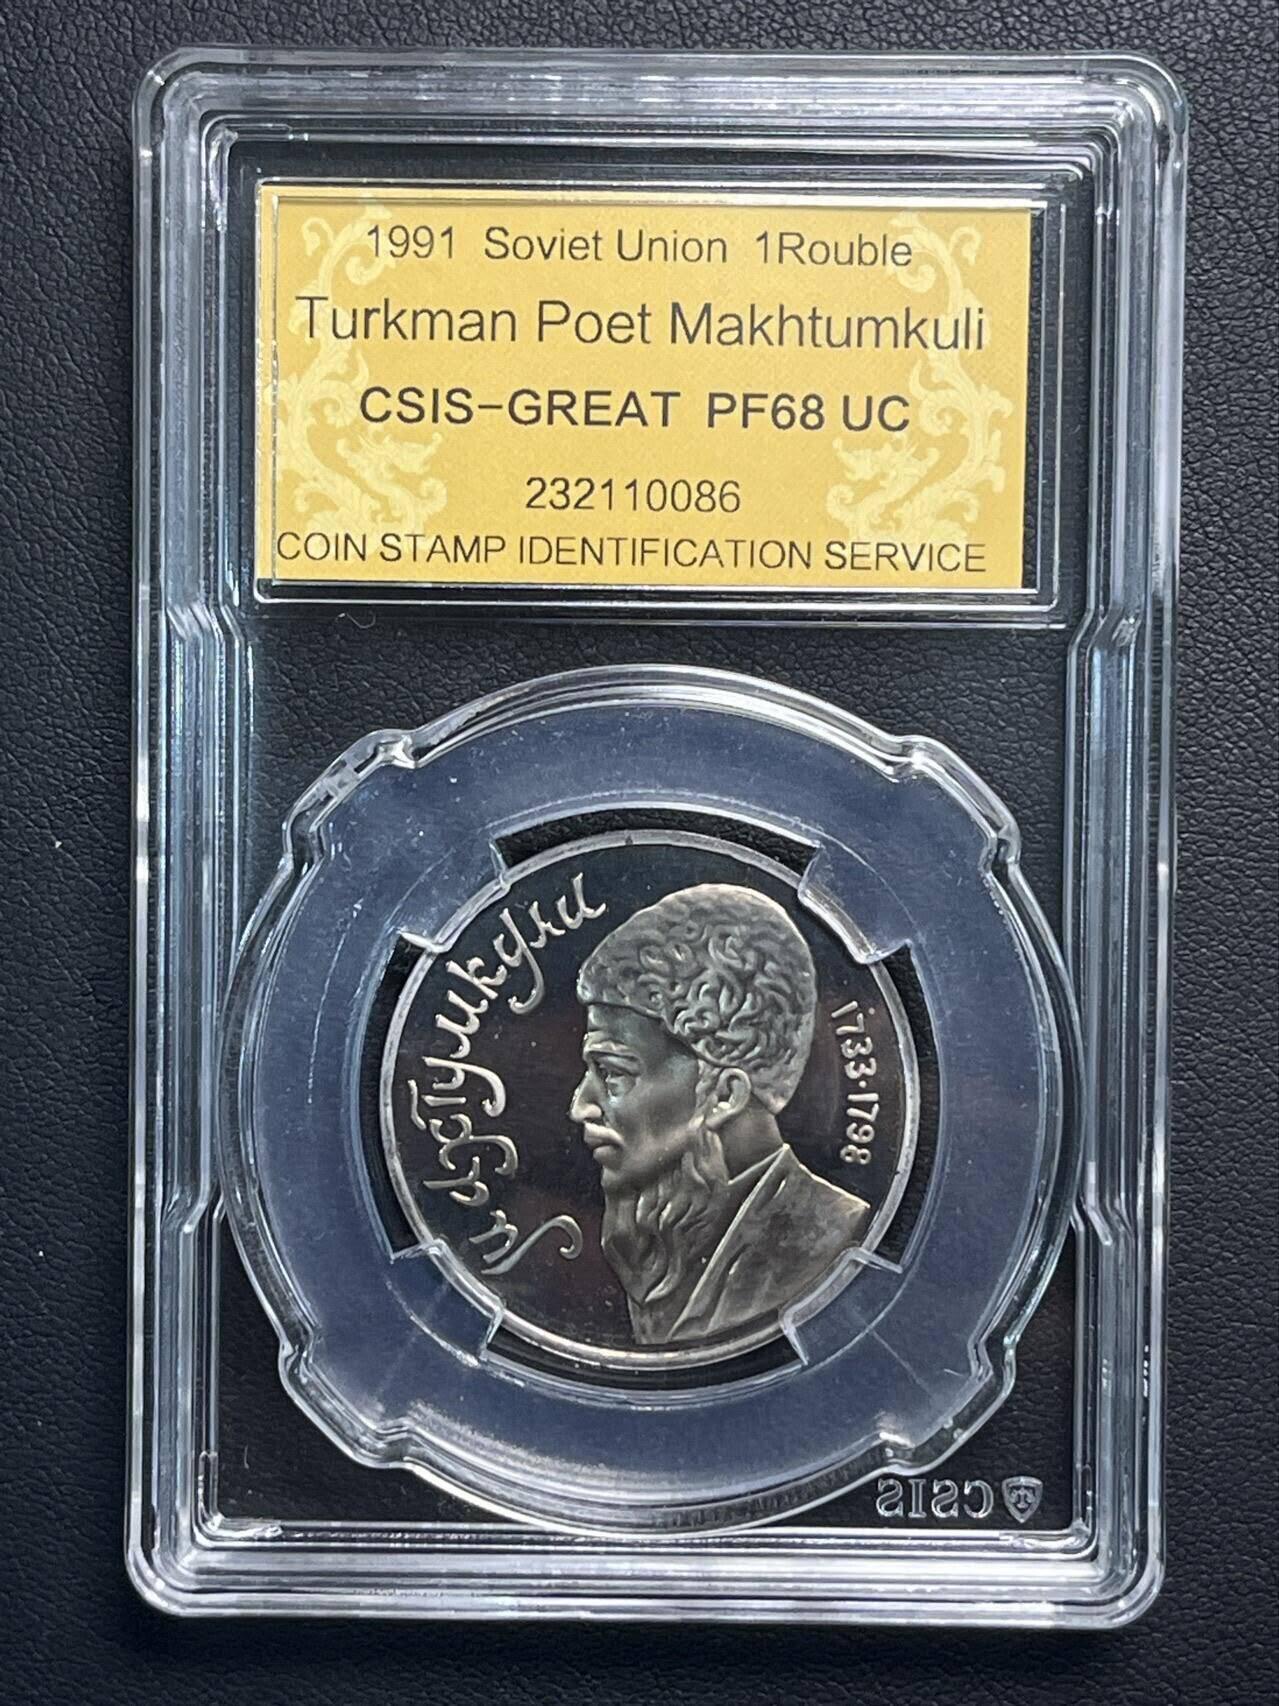 1991 Soviet Union 1Rouble
Turkman Poet Makhtumkuli
CSIS-GREAT PF68 UC
232110086
COIN STAMP IDENTIFICATION SERVICE
Махтумкули
1733·1798
CSIS